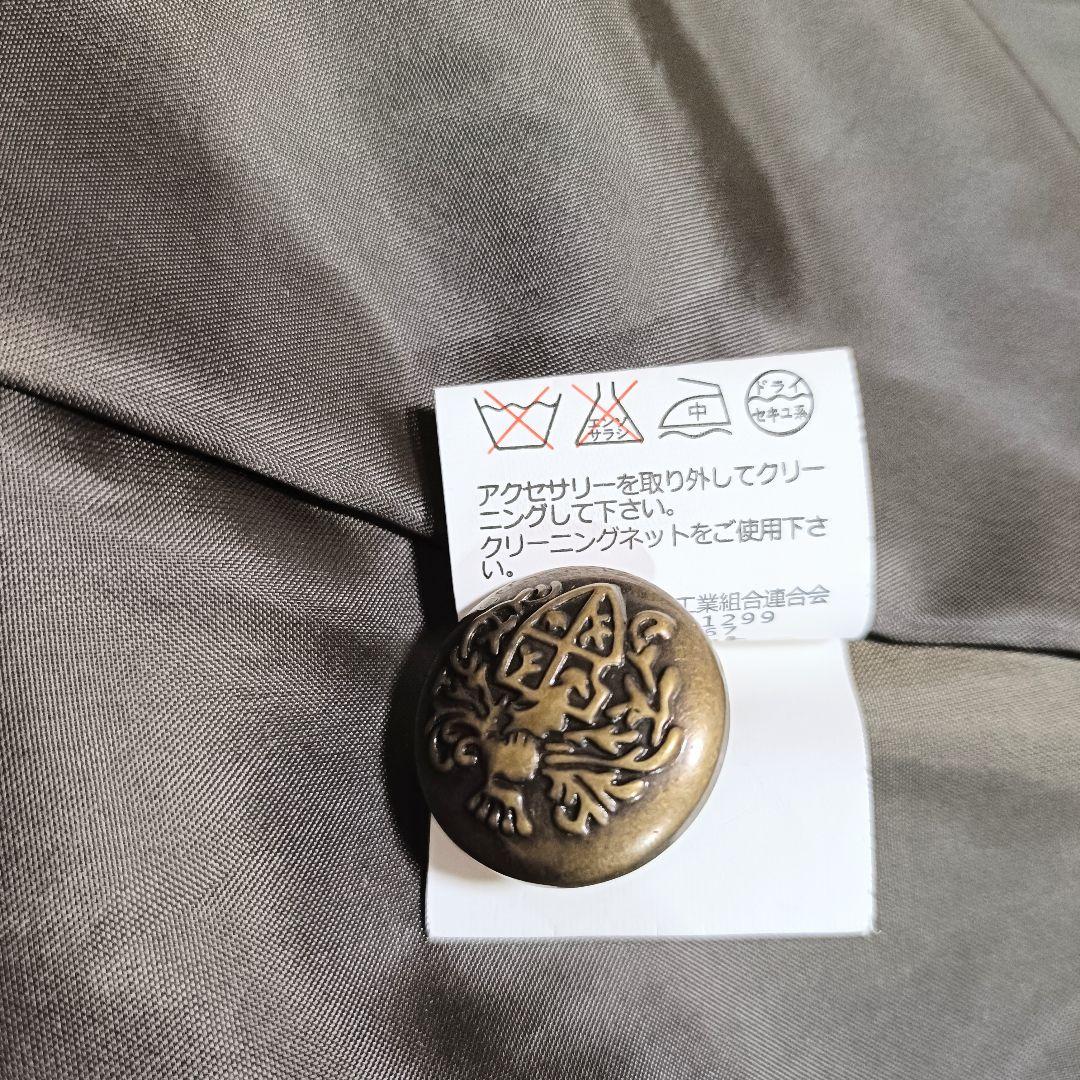 エンソ
サラシ
中
ドライ
セキユ系
アクセサリーを取り外してクリー
ニングして下さい。
クリーニングネットをご使用下さ
い。
工業組合連合会
1299